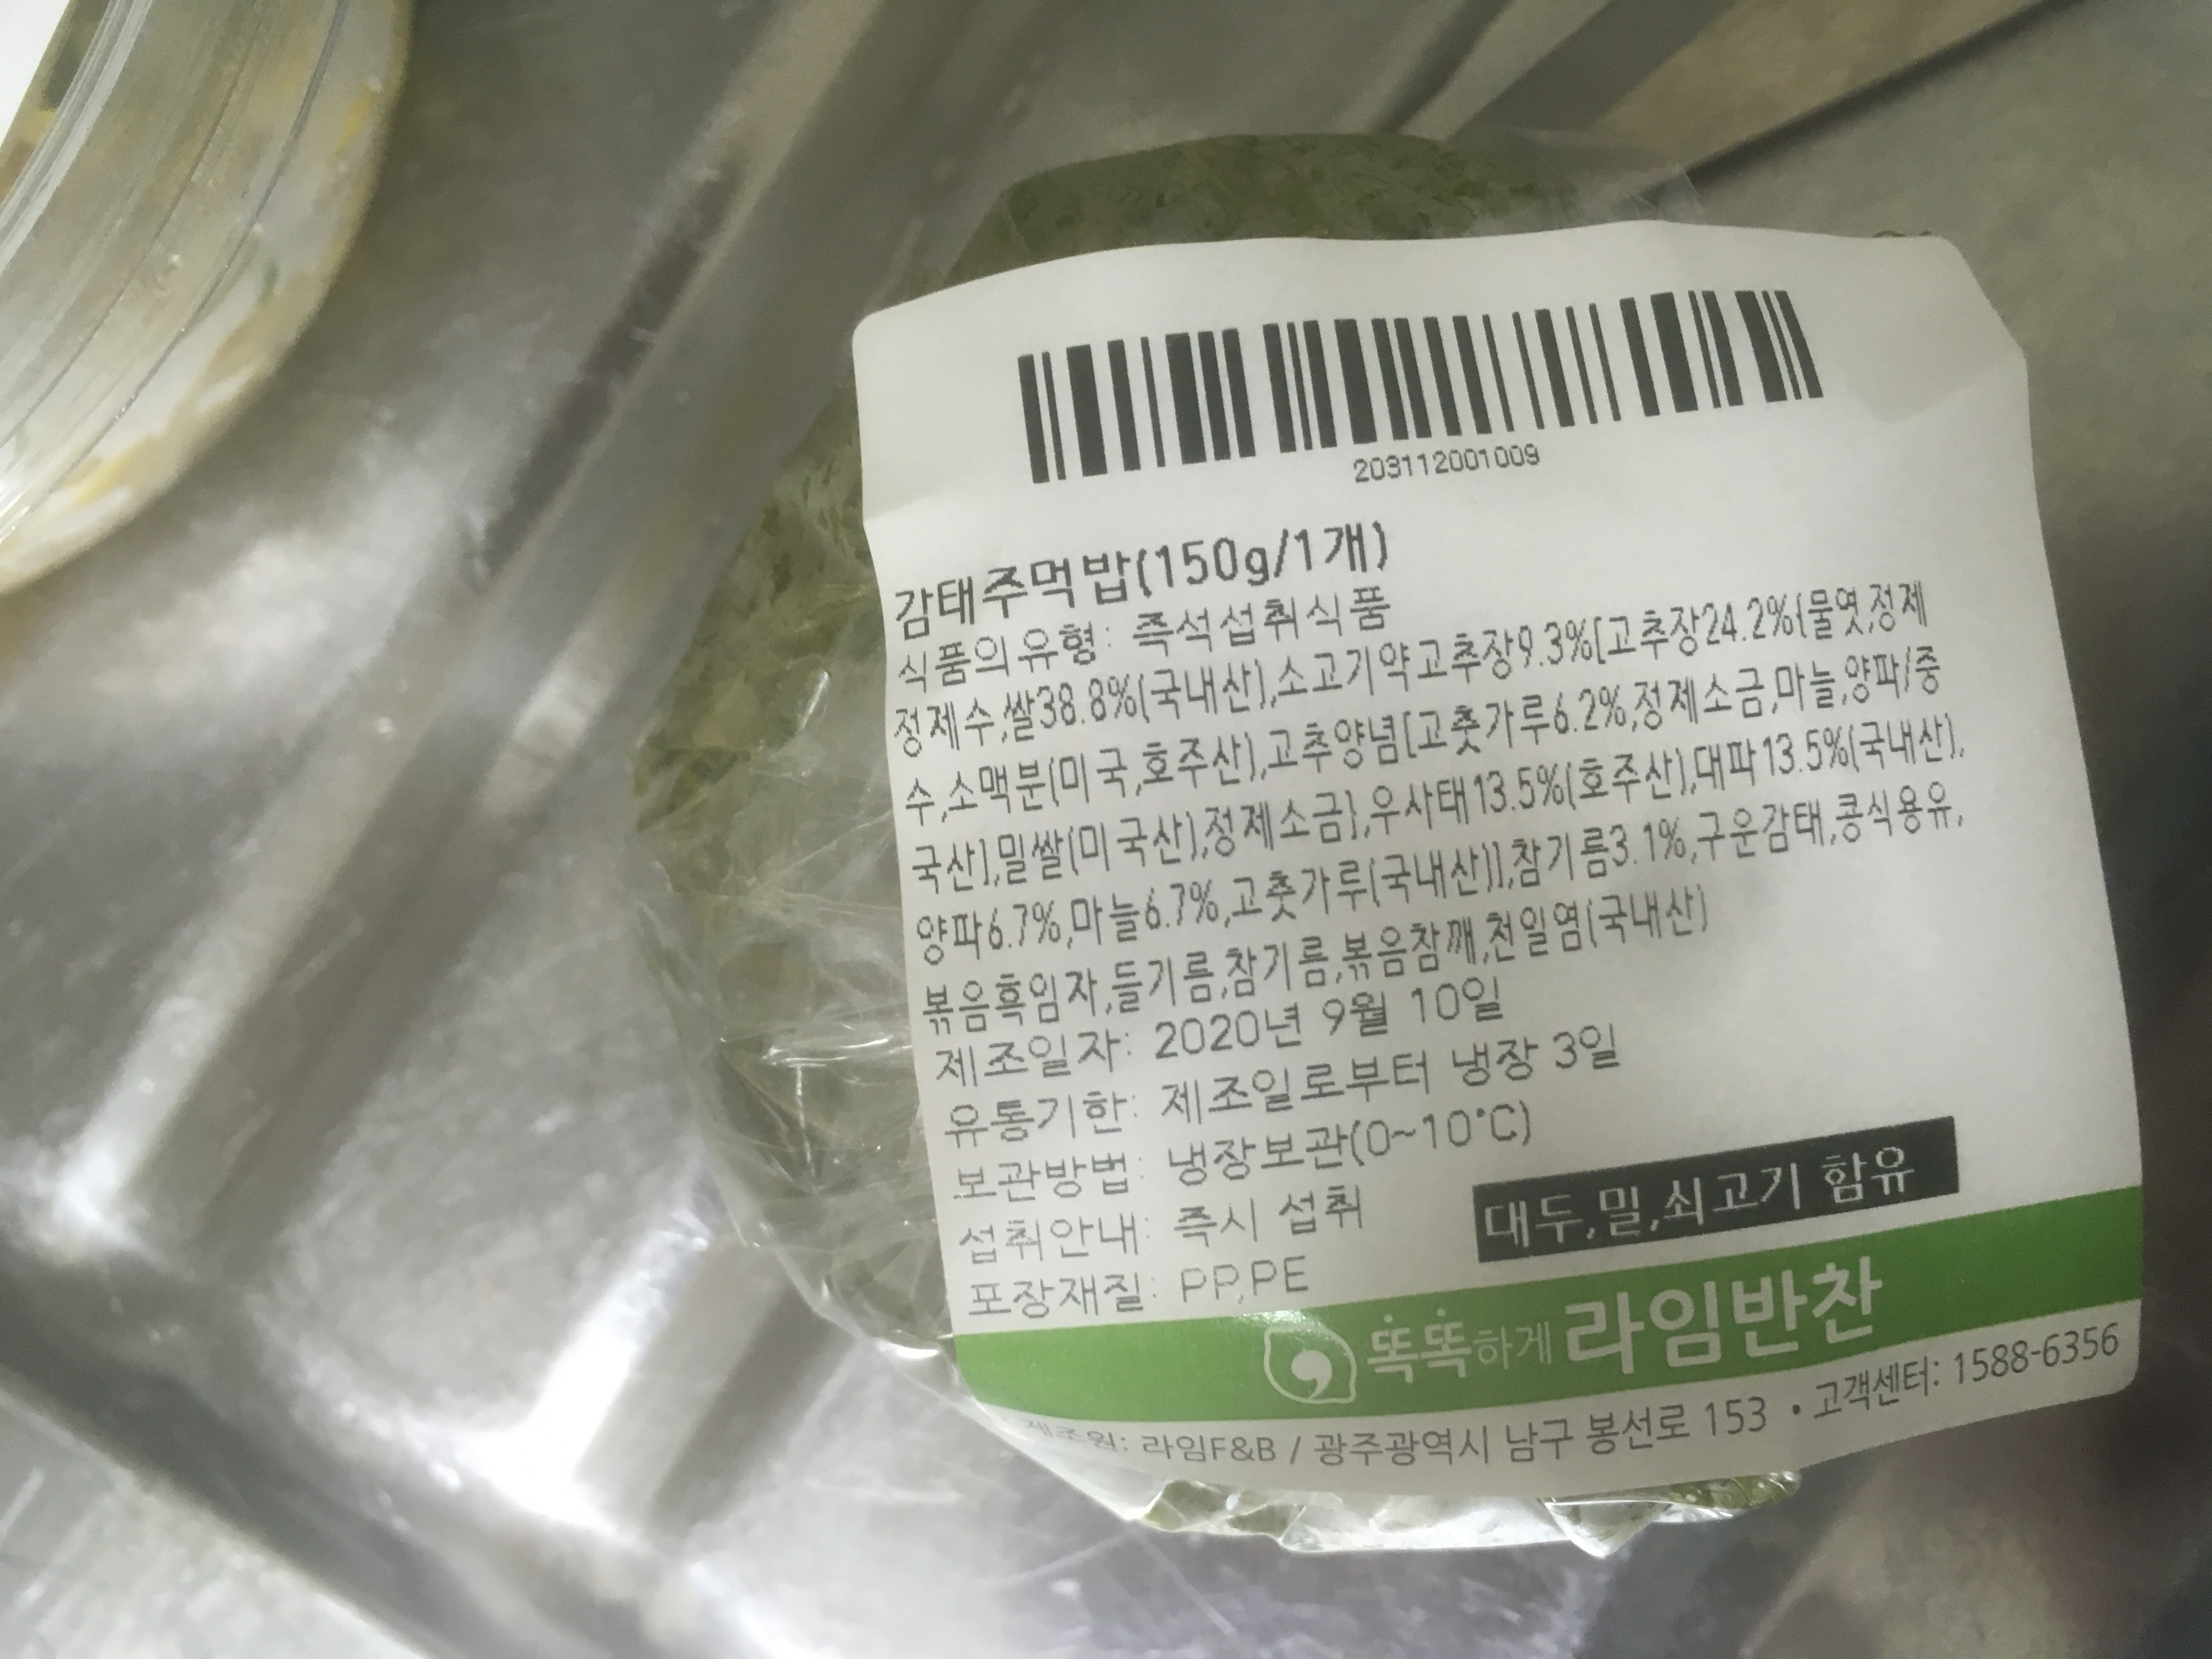 203112001009
감태주먹밥(150g/1개)
식품의유형: 즉석섭취식품
정제수,쌀38.8%(국내산),소고기약고추장9.3%[고추장24.2%{물엿,정제
수,소맥분(미국,호주산),고추양념[고춧가루6.2%,정제소금,마늘,양파/중
국산],밀쌀(미국산),정제소금},우사태13.5%(호주산),대파13.5%(국내산),
양파6.7%,마늘6.7%,고춧가루(국내산)],참기름3.1%,구운감태,콩식용유,
볶음흑임자,들기름,참기름,볶음참깨,천일염(국내산)
제조일자: 2020년 9월 10일
유통기한: 제조일로부터 냉장 3일
보관방법: 냉장보관(0~10°C)
섭취안내: 즉시 섭취
포장재질: PP,PE
대두,밀,쇠고기 함유
똑똑하게 라임반찬
제조원: 라임F&B / 광주광역시 남구 봉선로 153 • 고객센터: 1588-6356